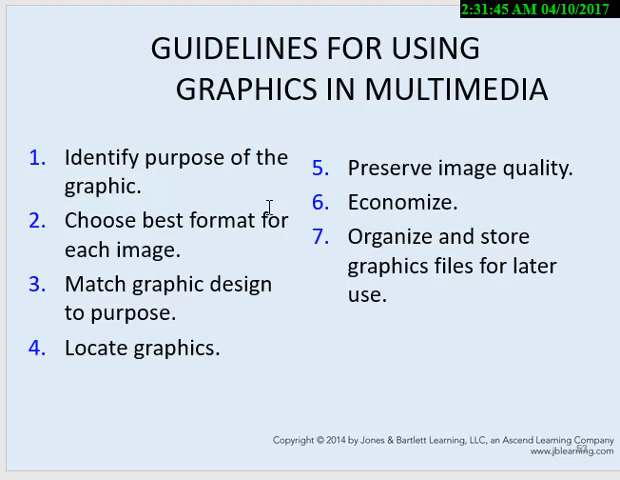 2:31:45 AM 04/10/2017
GUIDELINES FOR USING
GRAPHICS IN MULTIMEDIA
1. Identify purpose of the
graphic.
2. Choose best format for
each image.
3. Match graphic design
to purpose.
4. Locate graphics.
5. Preserve image quality.
6. Economize.
7. Organize and store
graphics files for later
use.
Copyright © 2014 by Jones & Bartlett Learning, LLC, an Ascend Learning Company
www.jblearning.com